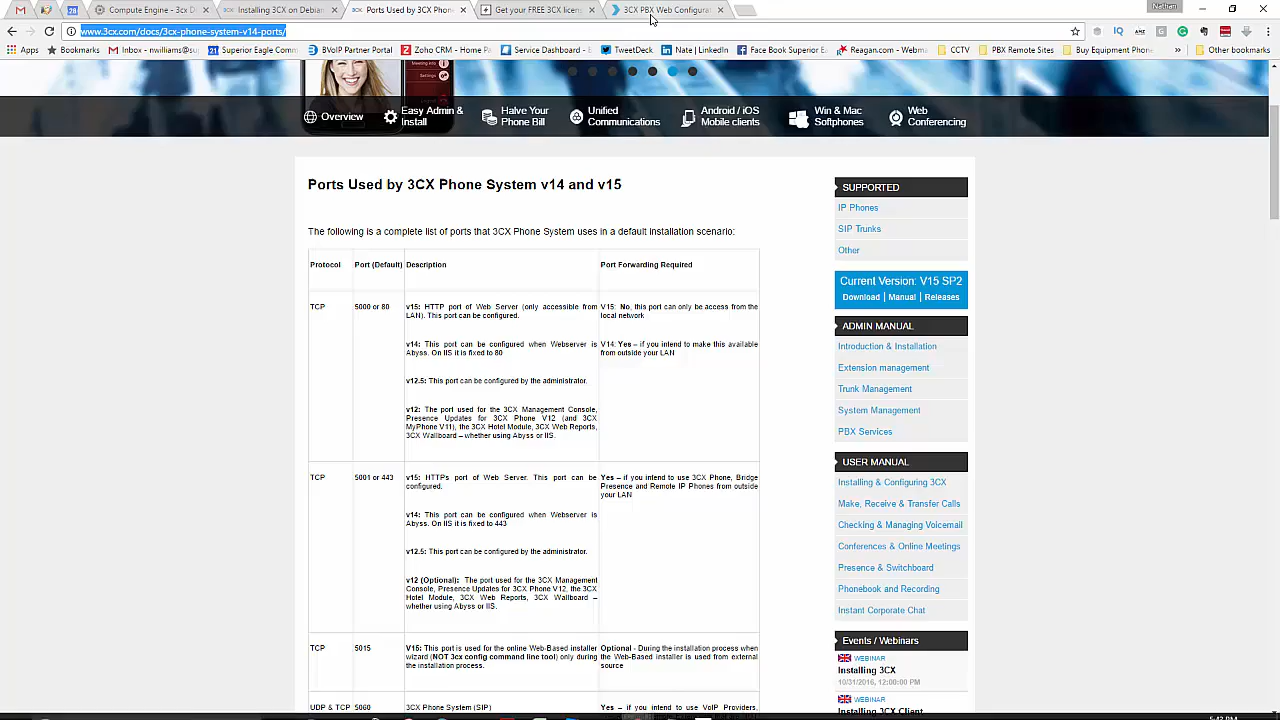 Nethen
Compute Engine - 3cx D
Installing 3CX on Debian
Ports Used by 3CX Phone
Get your FREE 3CX licens
3CX PBX Web Configurat
www.3cx.com/docs/3cx-phone-system-v14-ports/
Apps
Bookmarks
Inbox - nwilliams@su
Superior Eagle Comm
BVoIP Partner Portal
Zoho CRM - Home Pa
Service Dashboard - E
TweetDeck
Nate | LinkedIn
Face Book Superior Ea
Reagan.com - Webma
CCTV
PBX Remote Sites
Buy Equipment Phone
Other bookmarks
Meeting info
Settings
Overview
Easy Admin &
Install
Halve Your
Phone Bill
Unified
Communications
Android / iOS
Mobile clients
Win & Mac
Softphones
Web
Conferencing
Ports Used by 3CX Phone System v14 and v15
The following is a complete list of ports that 3CX Phone System uses in a default installation scenario:
Protocol
Port (Default)
Description
Port Forwarding Required
TCP
5000 or 80
v15: HTTP port of Web Server (only accessible from
LAN). This port can be configured.
v14: This port can be configured when Webserver is
Abyss. On IIS it is fixed to 80
v12.5: This port can be configured by the administrator.
v12: The port used for the 3CX Management Console,
Presence Updates for 3CX Phone V12 (and 3CX
MyPhone V11), the 3CX Hotel Module, 3CX Web Reports,
3CX Wallboard – whether using Abyss or IIS.
V15: No, this port can only be access from the
local network
V14: Yes – if you intend to make this available
from outside your LAN
TCP
5001 or 443
v15: HTTPs port of Web Server. This port can be
configured.
v14: This port can be configured when Webserver is
Abyss. On IIS it is fixed to 443
v12.5: This port can be configured by the administrator.
v12 (Optional): The port used for the 3CX Management
Console, Presence Updates for 3CX Phone V12, the 3CX
Hotel Module, 3CX Web Reports, 3CX Wallboard –
whether using Abyss or IIS.
Yes – if you intend to use 3CX Phone, Bridge
Presence and Remote IP Phones from outside
your LAN
TCP
5015
V15: This port is used for the online Web-Based installer
wizard (NOT 3cx config command line tool) only during
the installation process.
Optional - During the installation process when
the Web-Based installer is used from external
source
UDP & TCP
5060
3CX Phone System (SIP)
Yes – if you intend to use VoIP Providers,
SUPPORTED
IP Phones
SIP Trunks
Other
Current Version: V15 SP2
Download | Manual | Releases
ADMIN MANUAL
Introduction & Installation
Extension management
Trunk Management
System Management
PBX Services
USER MANUAL
Installing & Configuring 3CX
Make, Receive & Transfer Calls
Checking & Managing Voicemail
Conferences & Online Meetings
Presence & Switchboard
Phonebook and Recording
Instant Corporate Chat
Events / Webinars
WEBINAR
Installing 3CX
10/31/2016, 12:00:00 PM
WEBINAR
Installing 3CX Client